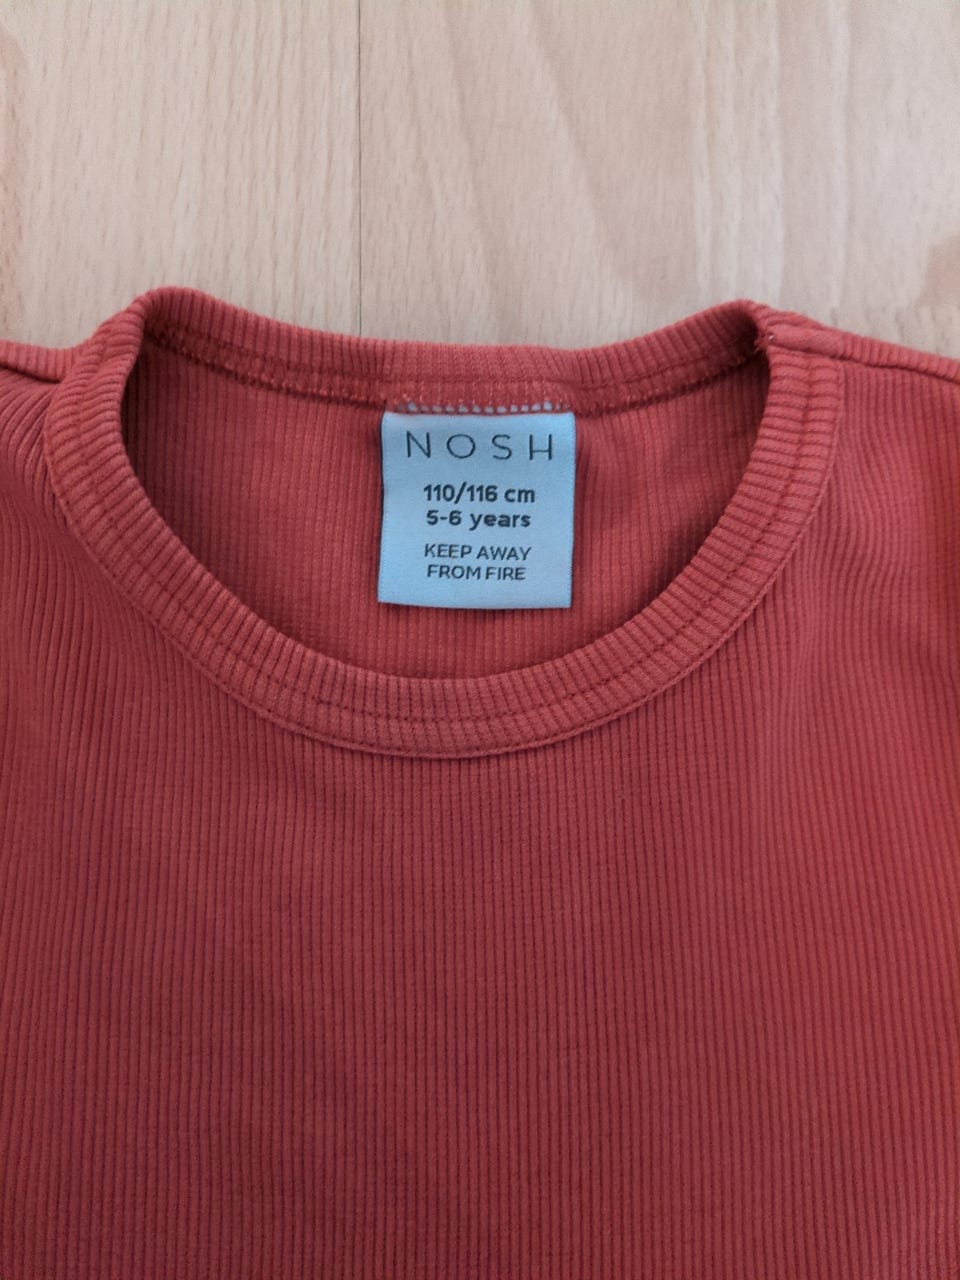 NOSH
110/116 cm
5-6 years
KEEP AWAY
FROM FIRE